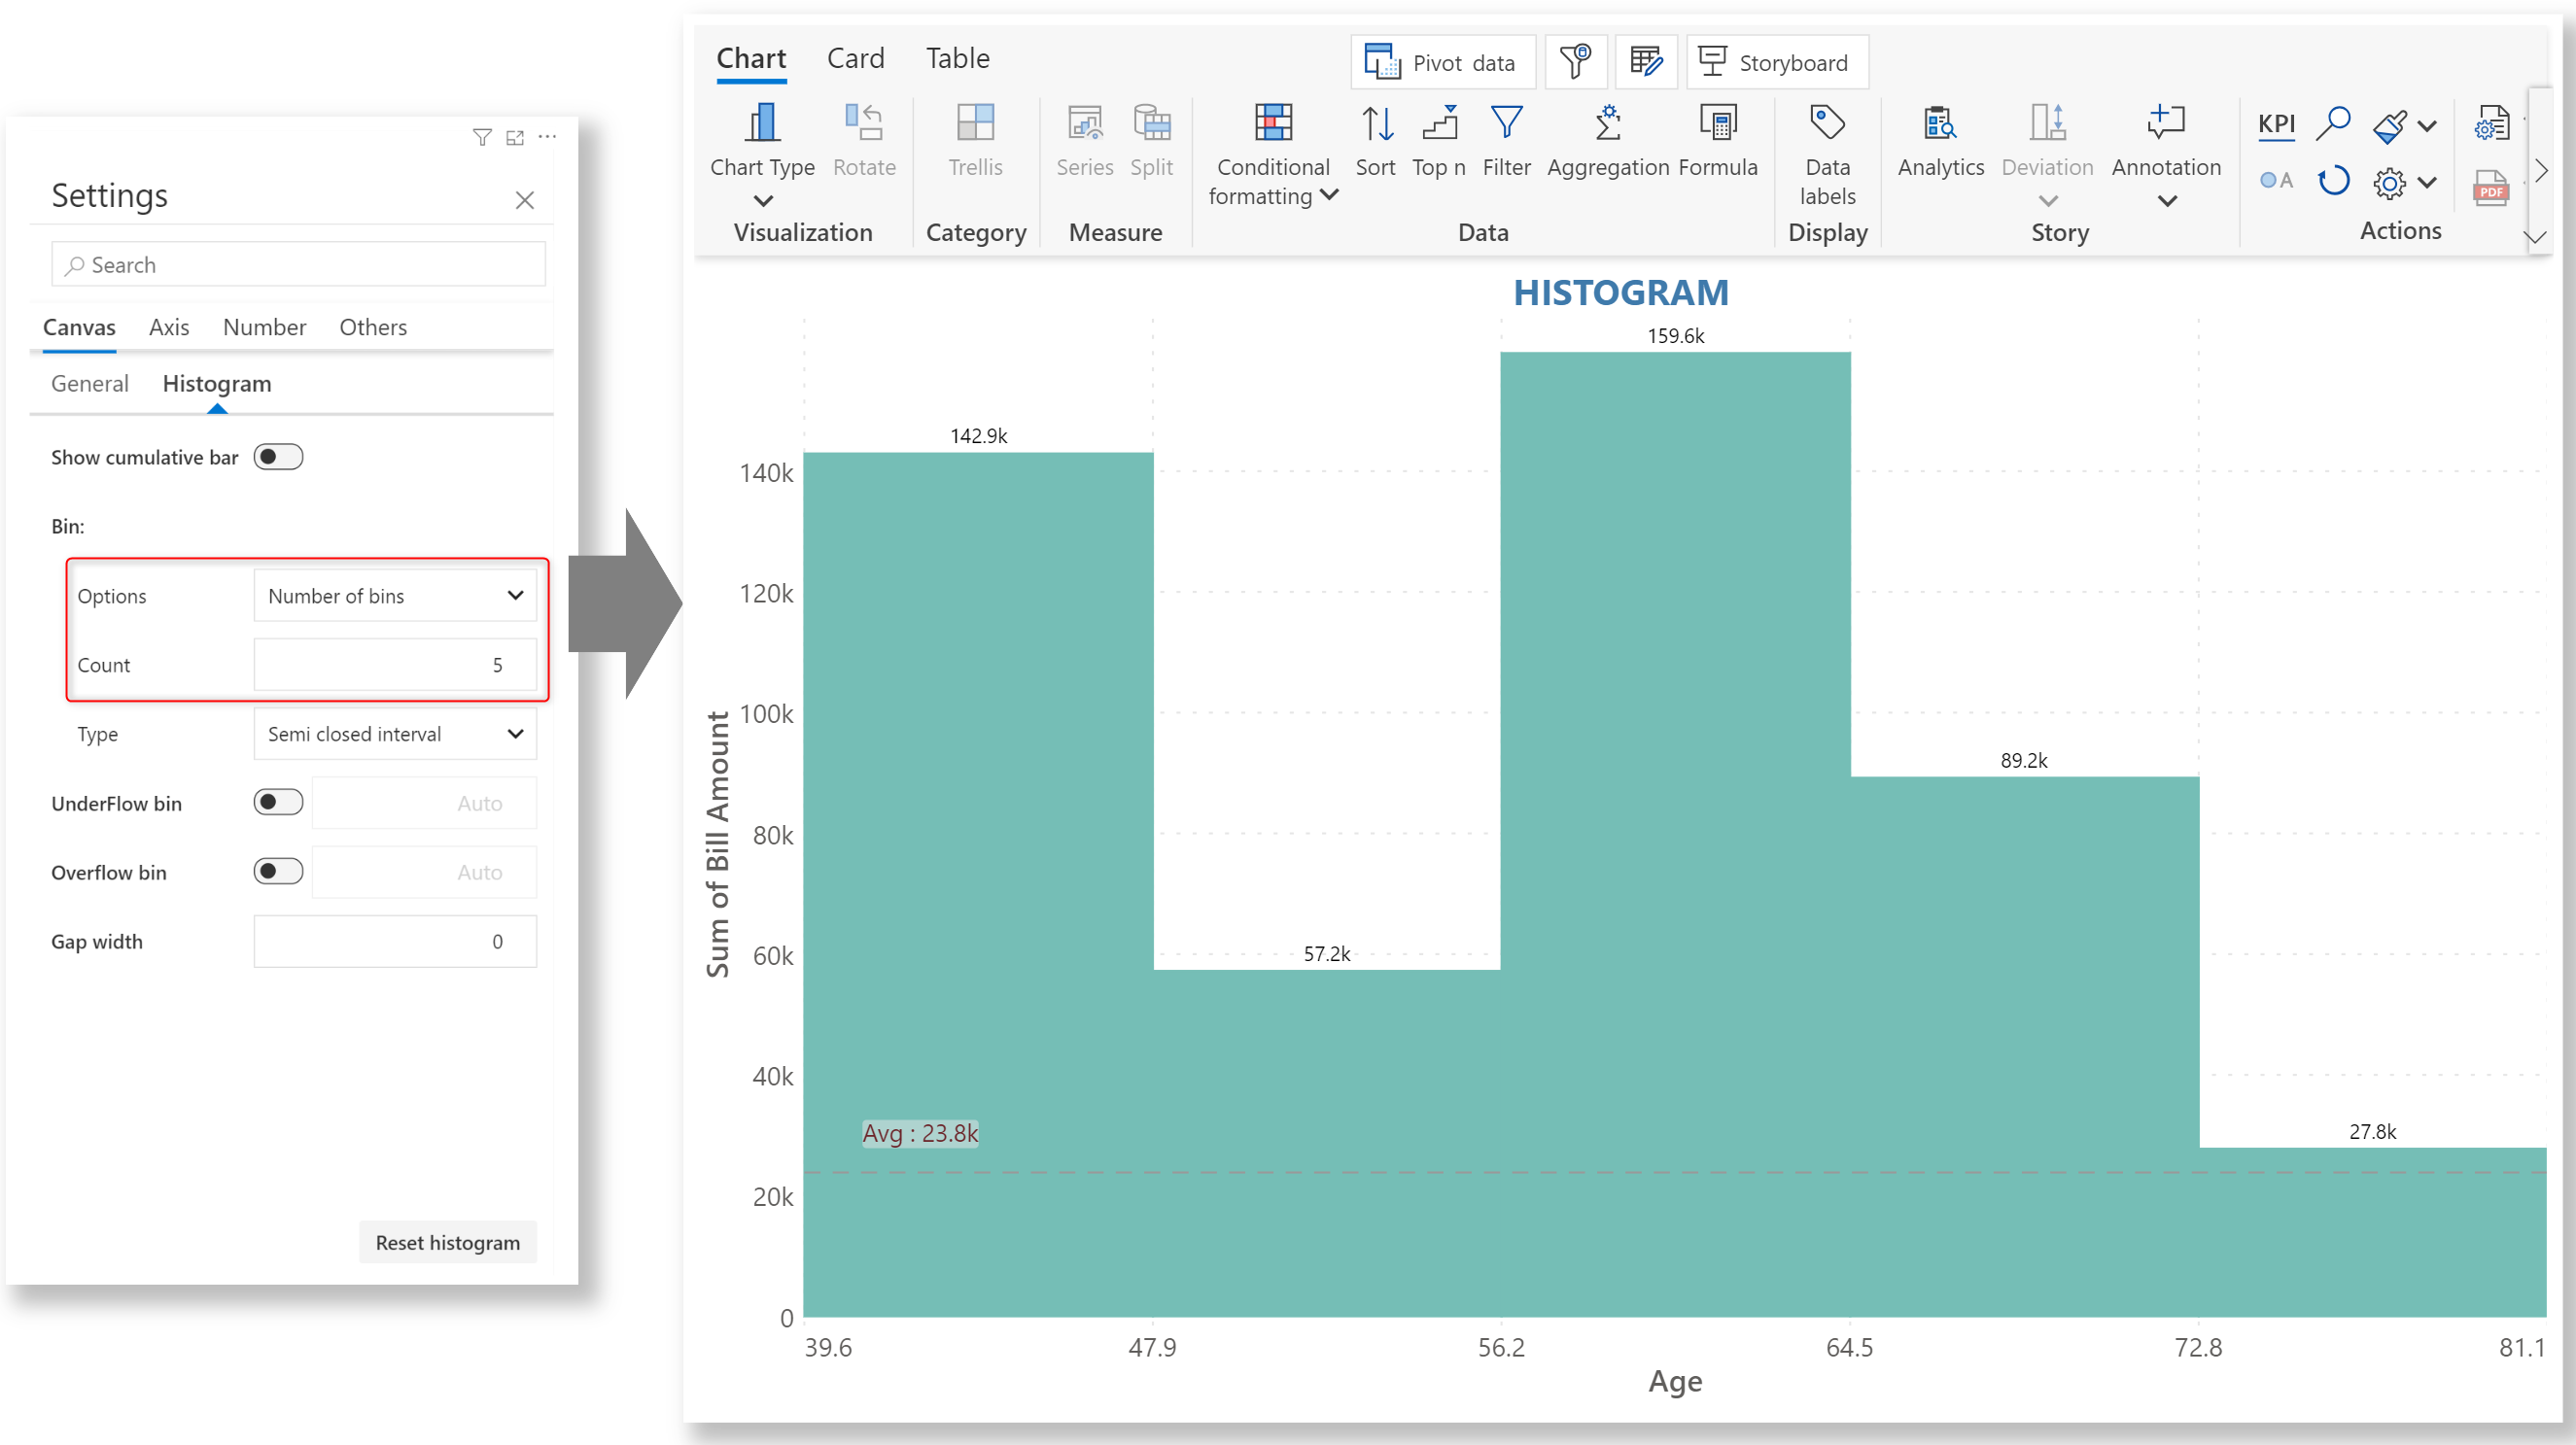 Settings
Search
Canvas Axis Number Others
General Histogram
Show cumulative bar
Bin:
Options Number of bins
Count 5
Type Semi closed interval
UnderFlow bin Auto
Overflow bin Auto
Gap width 0
Reset histogram
Chart Card Table Pivot data Storyboard
Chart Type Rotate Trellis Series Split Conditional formatting Sort Top n Filter Aggregation Formula Data labels Analytics Deviation Annotation KPI
A PDF
Visualization Category Measure Data Display Story Actions
HISTOGRAM
159.6k
142.9k
140k
120k
100k
89.2k
80k
57.2k
60k
40k
27.8k
Avg : 23.8k
20k
0
Sum of Bill Amount
39.6 47.9 56.2 64.5 72.8 81.1
Age